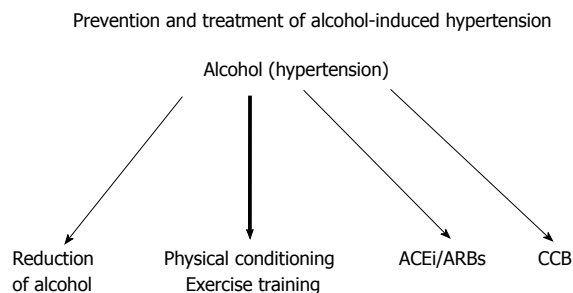 Prevention and treatment of alcohol-induced hypertension
Alcohol (hypertension)
Reduction
of alcohol
Physical conditioning
Exercise training
ACEi/ARBs
CCB